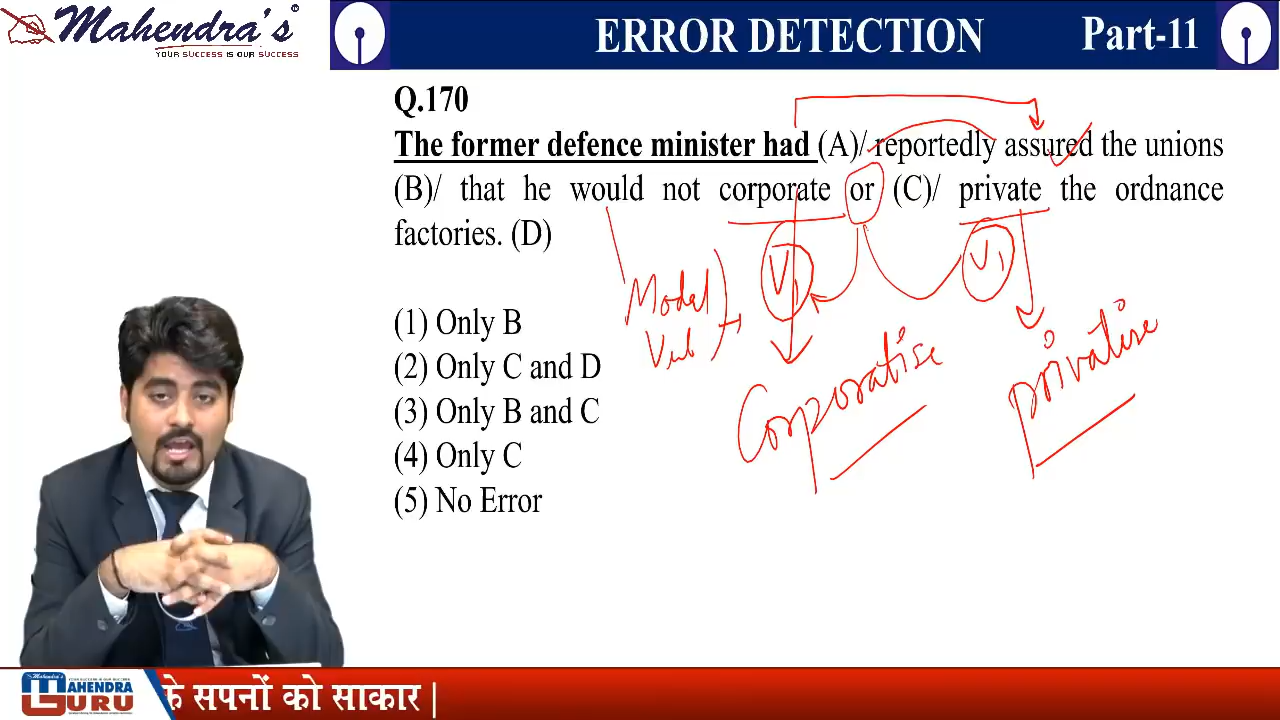 Mahendra's
YOUR SUCCESS IS OUR SUCCESS
ERROR DETECTION
Part-11
Q.170
The former defence minister had (A)/ reportedly assured the unions
(B)/ that he would not corporate or (C)/ private the ordnance
factories. (D)
V1
V1
Model
Verb
Corporatise
privatise
(1) Only B
(2) Only C and D
(3) Only B and C
(4) Only C
(5) No Error
Mahendra's
MAHENDRA
GURU
के सपनों को साकार |